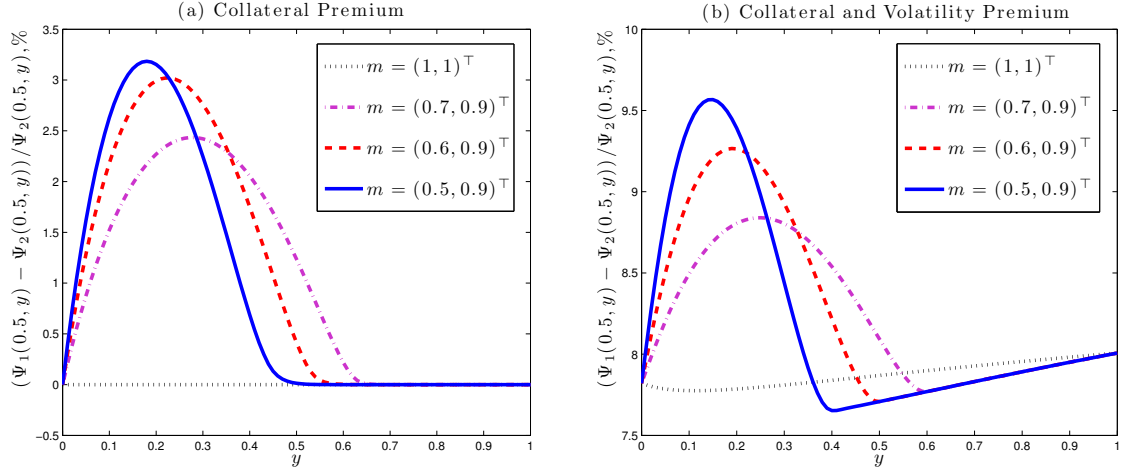 (a) Collateral Premium
(Ψ₁(0.5, y) − Ψ₂(0.5, y))/Ψ₂(0.5, y), %
3.5
3
2.5
2
1.5
1
0.5
0
-0.5
m = (1, 1)⊤
m = (0.7, 0.9)⊤
m = (0.6, 0.9)⊤
m = (0.5, 0.9)⊤
0 0.1 0.2 0.3 0.4 0.5 0.6 0.7 0.8 0.9 1
y
(b) Collateral and Volatility Premium
(Ψ₁(0.5, y) − Ψ₂(0.5, y))/Ψ₂(0.5, y), %
10
9.5
9
8.5
8
7.5
m = (1, 1)⊤
m = (0.7, 0.9)⊤
m = (0.6, 0.9)⊤
m = (0.5, 0.9)⊤
0 0.1 0.2 0.3 0.4 0.5 0.6 0.7 0.8 0.9 1
y